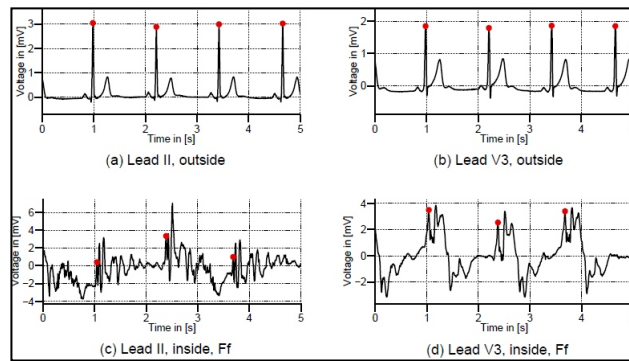 Voltage in [mV]
3
2
1
0
0 1 2 3 4 5
Time in [s]
(a) Lead II, outside
Voltage in [mV]
2
1
0
0 1 2 3 4
Time in [s]
(b) Lead V3, outside
Voltage in [mV]
6
4
2
0
-2
-4
0 1 2 3 4 5
Time in [s]
(c) Lead II, inside, Ff
Voltage in [mV]
4
2
0
-2
0 1 2 3 4
Time in [s]
(d) Lead V3, inside, Ff